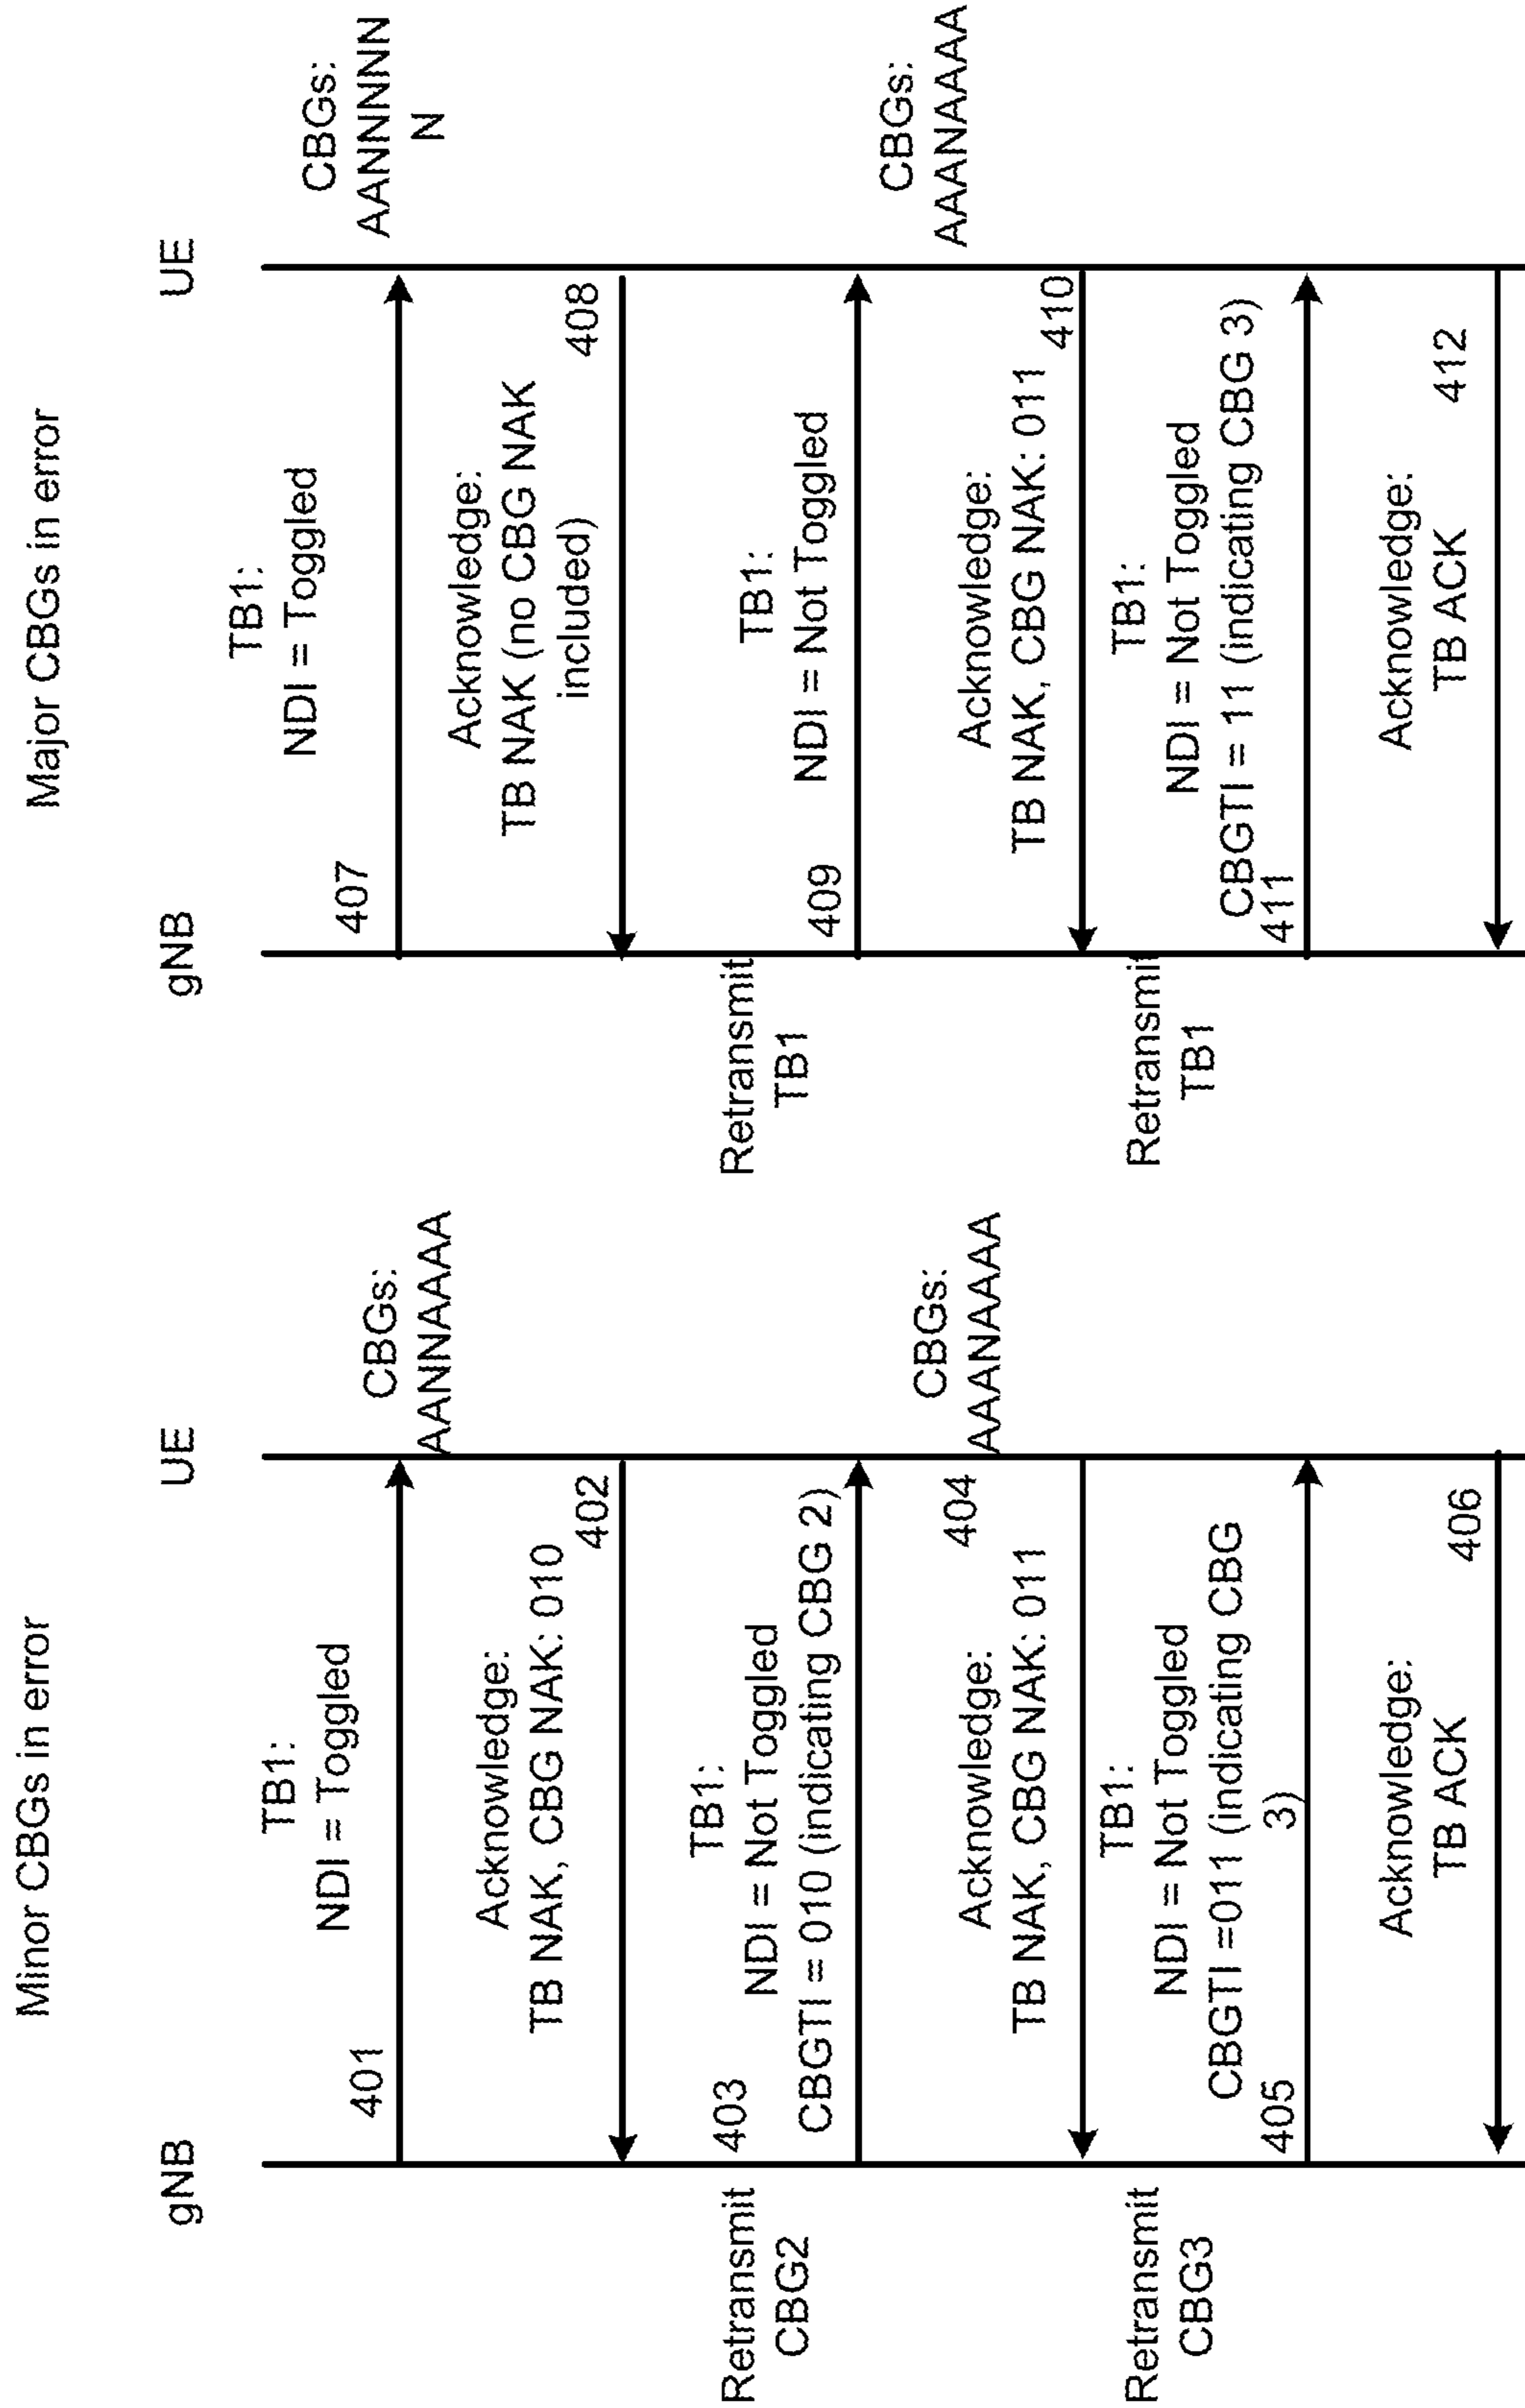 Minor CBGs in error
gNB
UE
TB1:
NDI = Toggled
401
CBGs:
AANNAAAA
Acknowledge:
TB NAK, CBG NAK: 010
402
Retransmit
CBG2
403
TB1:
NDI = Not Toggled
CBGTI = 010 (indicating CBG 2)
CBGs:
AAANAAAA
Acknowledge:
TB NAK, CBG NAK: 011
404
Retransmit
CBG3
TB1:
NDI = Not Toggled
CBGTI =011 (indicating CBG
3)
405
Acknowledge:
TB ACK
406
Major CBGs in error
gNB
UE
TB1:
NDI = Toggled
407
CBGs:
AANNNNN
N
Acknowledge:
TB NAK (no CBG NAK
included)
408
Retransmit
TB1
TB1:
NDI = Not Toggled
409
CBGs:
AAANAAAA
Acknowledge:
TB NAK, CBG NAK: 011
410
Retransmit
TB1
TB1:
NDI = Not Toggled
CBGTI = 11 (indicating CBG 3)
411
Acknowledge:
TB ACK
412